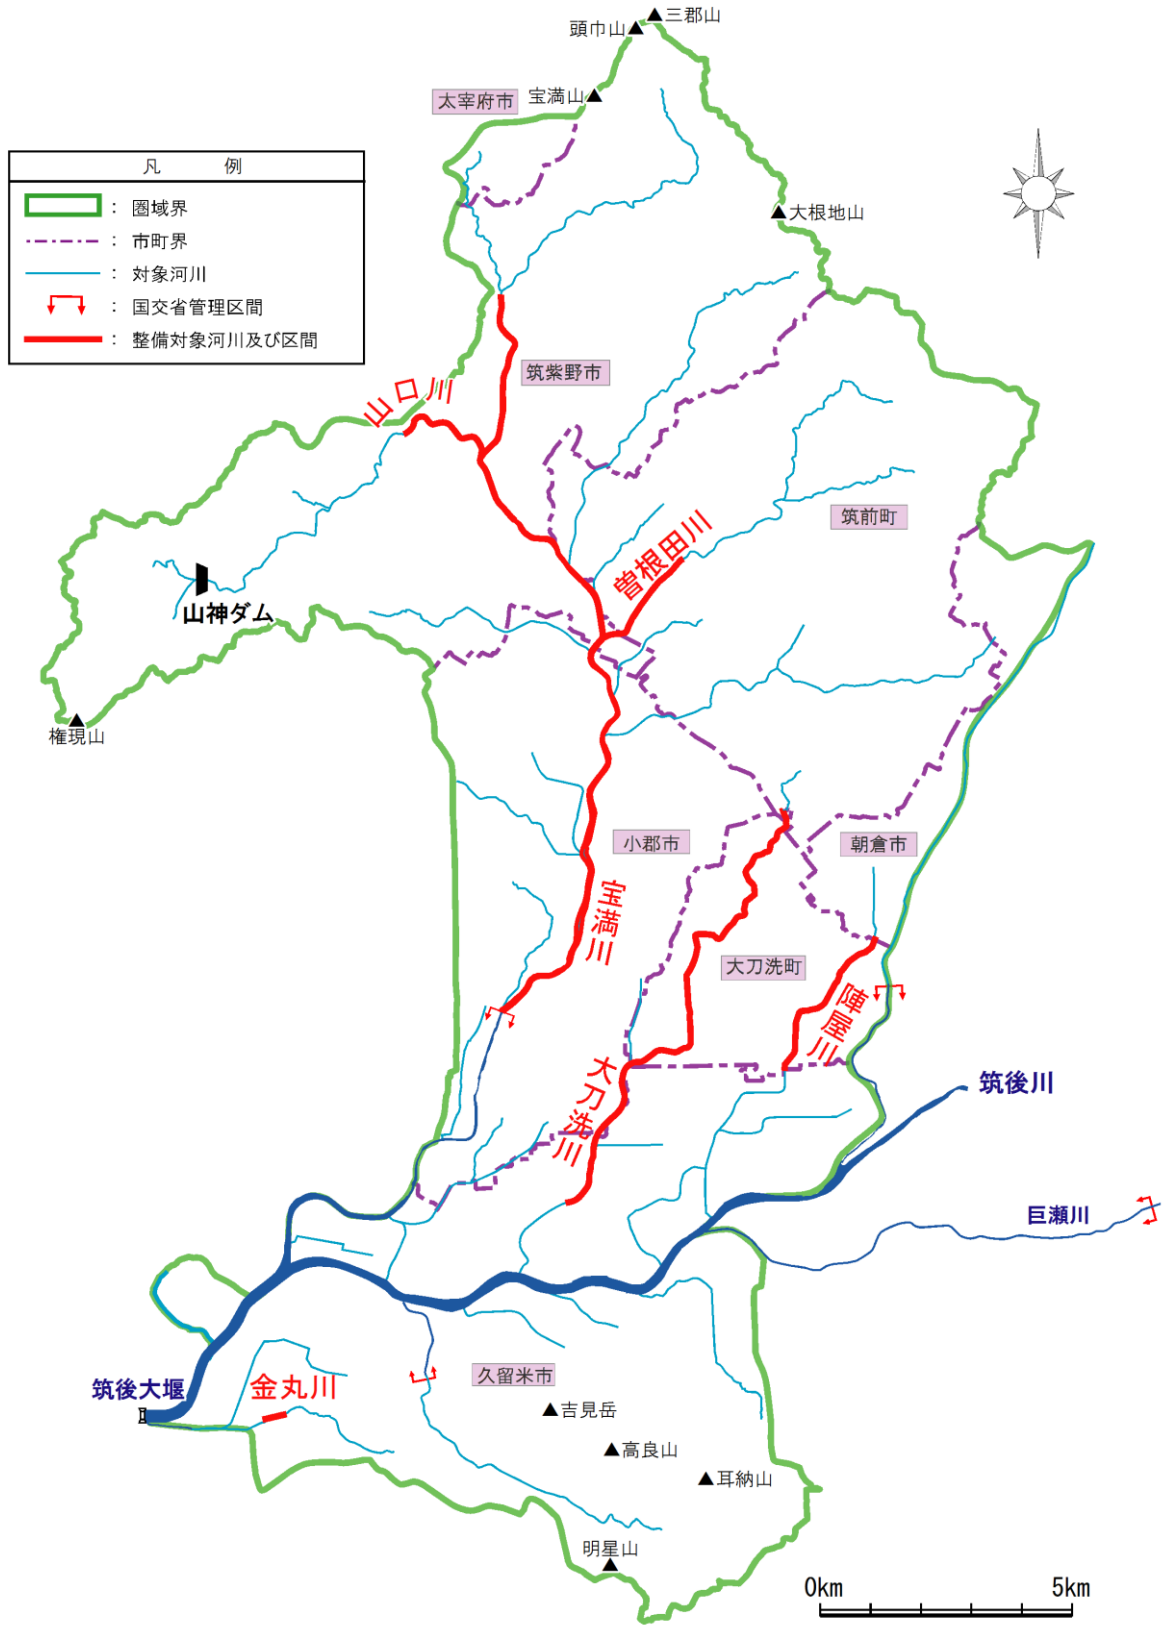 三郡山
頭巾山
宝満山
太宰府市
凡 例
： 圏域界
： 市町界
： 対象河川
： 国交省管理区間
： 整備対象河川及び区間
大根地山
筑紫野市
山口川
筑前町
曽根田川
山神ダム
権現山
小郡市
朝倉市
宝満川
大刀洗町
陣屋川
大刀洗川
筑後川
巨瀬川
久留米市
筑後大堰
金丸川
吉見岳
高良山
耳納山
明星山
0km 5km